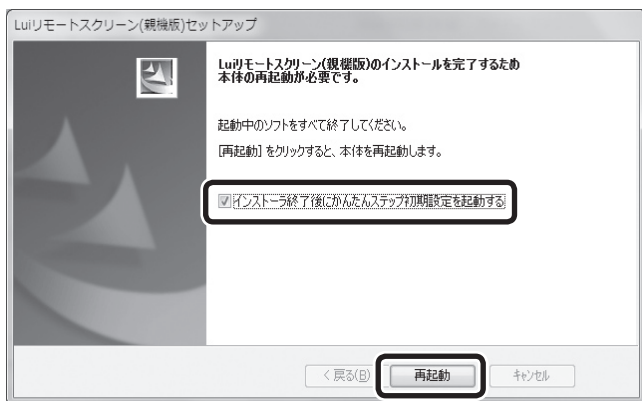 Luiリモートスクリーン(親機版)セットアップ
Luiリモートスクリーン(親機版)のインストールを完了するため
本体の再起動が必要です。
起動中のソフトをすべて終了してください。
[再起動] をクリックすると、本体を再起動します。
インストーラ終了後にかんたんステップ初期設定を起動する
< 戻る(B)
再起動
キャンセル